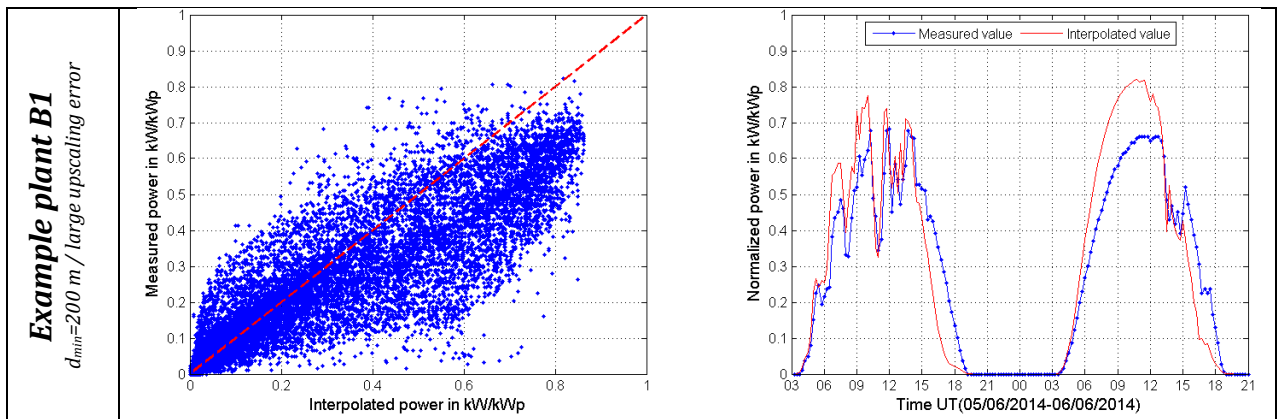 Example plant B1
dmin=200 m / large upscaling error
1
0.9
0.8
0.7
0.6
0.5
0.4
0.3
0.2
0.1
0
Measured power in kW/kWp
0 0.2 0.4 0.6 0.8 1
Interpolated power in kW/kWp
Measured value Interpolated value
1
0.9
0.8
0.7
0.6
0.5
0.4
0.3
0.2
0.1
0
Normalized power in kW/kWp
03 06 09 12 15 18 21 00 03 06 09 12 15 18 21
Time UT(05/06/2014-06/06/2014)